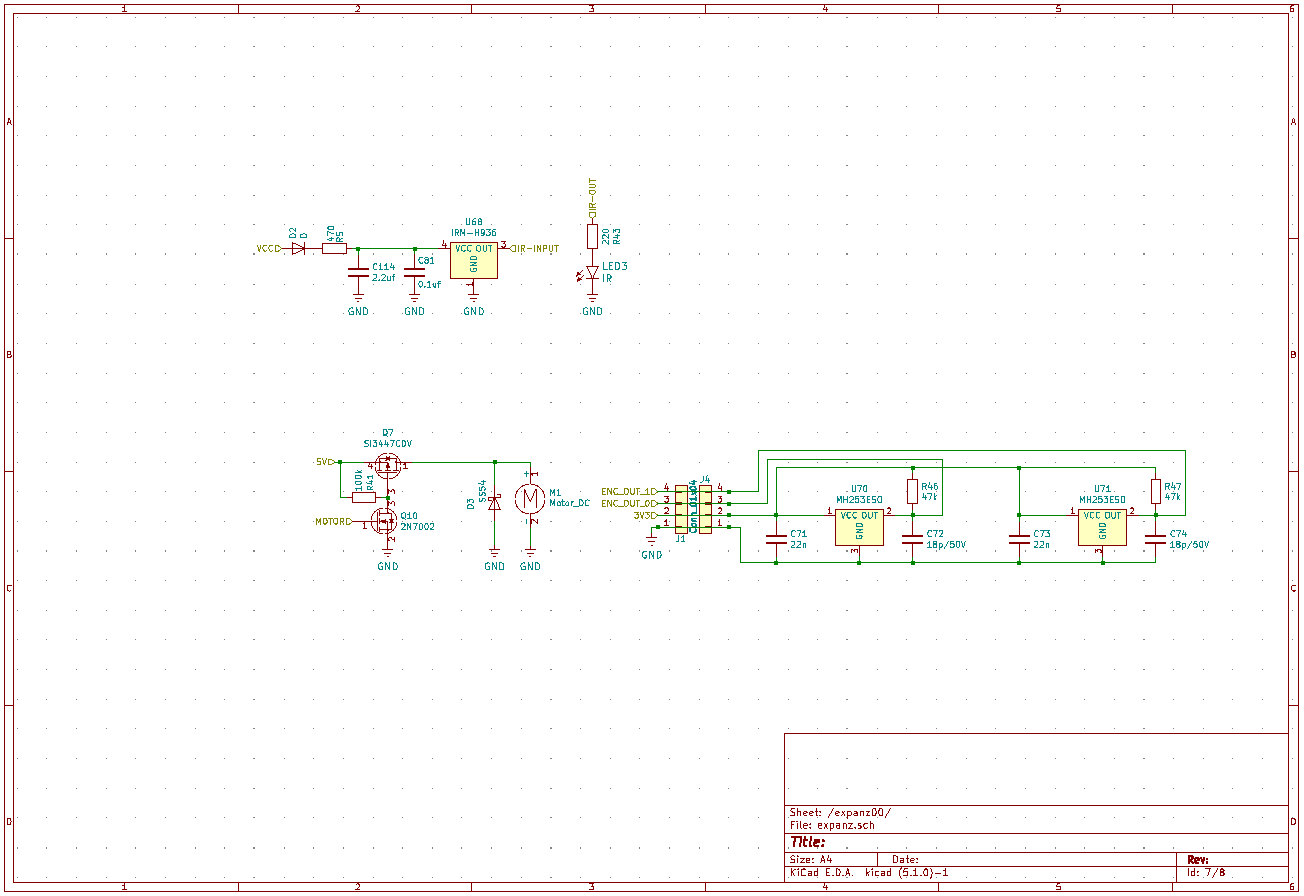 1 2 3 4 5 6
A A
IR-OUT
U68
IRM-H936
VCC
D2
D
470
R5
4
VCC OUT
GND
3
1
IR-INPUT
220
R43
C114
2.2uf
C81
0.1uf
LED3
IR
GND GND GND GND
B B
Q7
SI3447CDV
5V
4
1
3
100k
R41
MOTOR
1
3
2
Q10
2N7002
GND
D3
SS54
GND
+
1
M
-
2
M1
Motor_DC
GND
ENC_OUT_1
ENC_OUT_0
3V3
4
3
2
1
J1
GND
J4
Conn_01x04
4
3
2
1
U70
MH253ESO
1
VCC OUT
2
GND
3
R46
47k
C71
22n
C72
18p/50V
U71
MH253ESO
1
VCC OUT
2
GND
3
R47
47k
C73
22n
C74
18p/50V
C C
D D
Sheet: /expanz00/
File: expanz.sch
Title:
Size: A4 Date: Rev:
KiCad E.D.A. kicad (5.1.0)-1 Id: 7/8
1 2 3 4 5 6